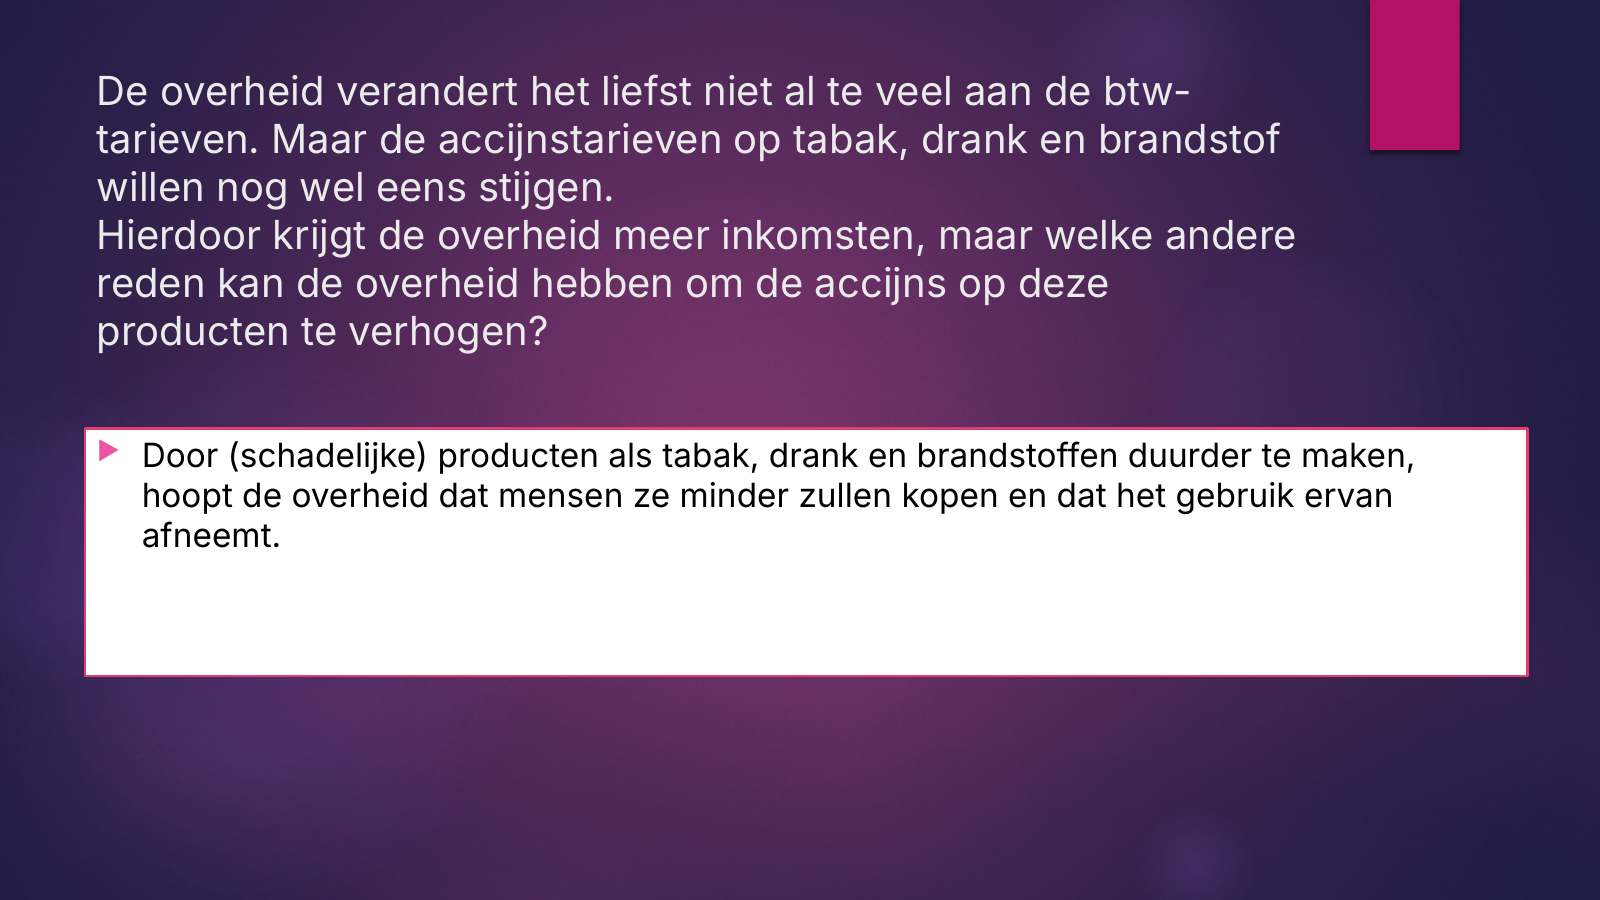 De overheid verandert het liefst niet al te veel aan de btw-
tarieven. Maar de accijnstarieven op tabak, drank en brandstof
willen nog wel eens stijgen.
Hierdoor krijgt de overheid meer inkomsten, maar welke andere
reden kan de overheid hebben om de accijns op deze
producten te verhogen?
Door (schadelijke) producten als tabak, drank en brandstoffen duurder te maken,
hoopt de overheid dat mensen ze minder zullen kopen en dat het gebruik ervan
afneemt.